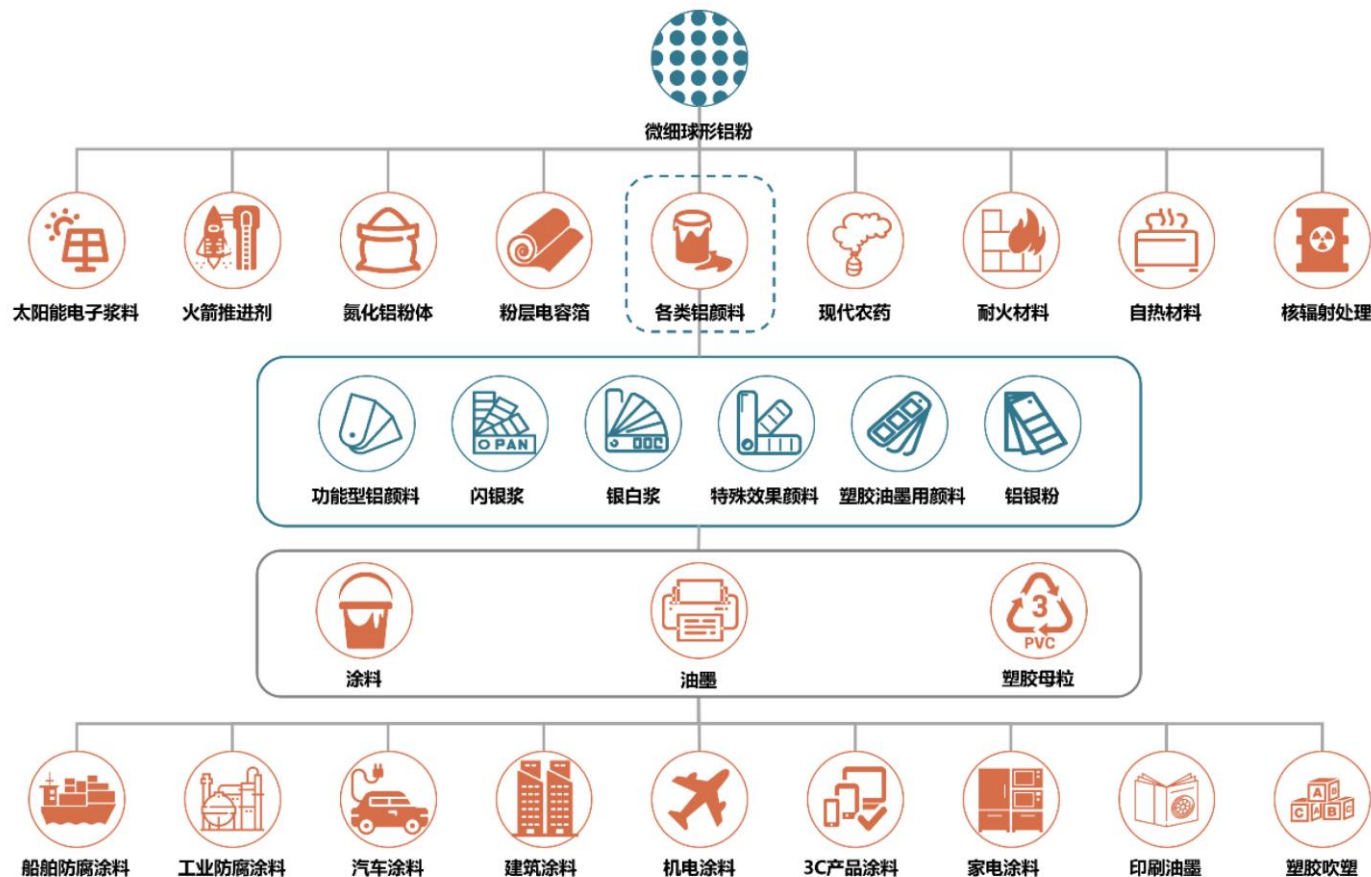 微细球形铝粉
太阳能电子浆料
火箭推进剂
氮化铝粉体
粉层电容箔
各类铝颜料
现代农药
耐火材料
自热材料
核辐射处理
OPAN
功能型铝颜料
闪银浆
银白浆
特殊效果颜料
塑胶油墨用颜料
铝银粉
3
PVC
涂料
油墨
塑胶母粒
A
B
C
A
B
C
船舶防腐涂料
工业防腐涂料
汽车涂料
建筑涂料
机电涂料
3C产品涂料
家电涂料
印刷油墨
塑胶吹塑